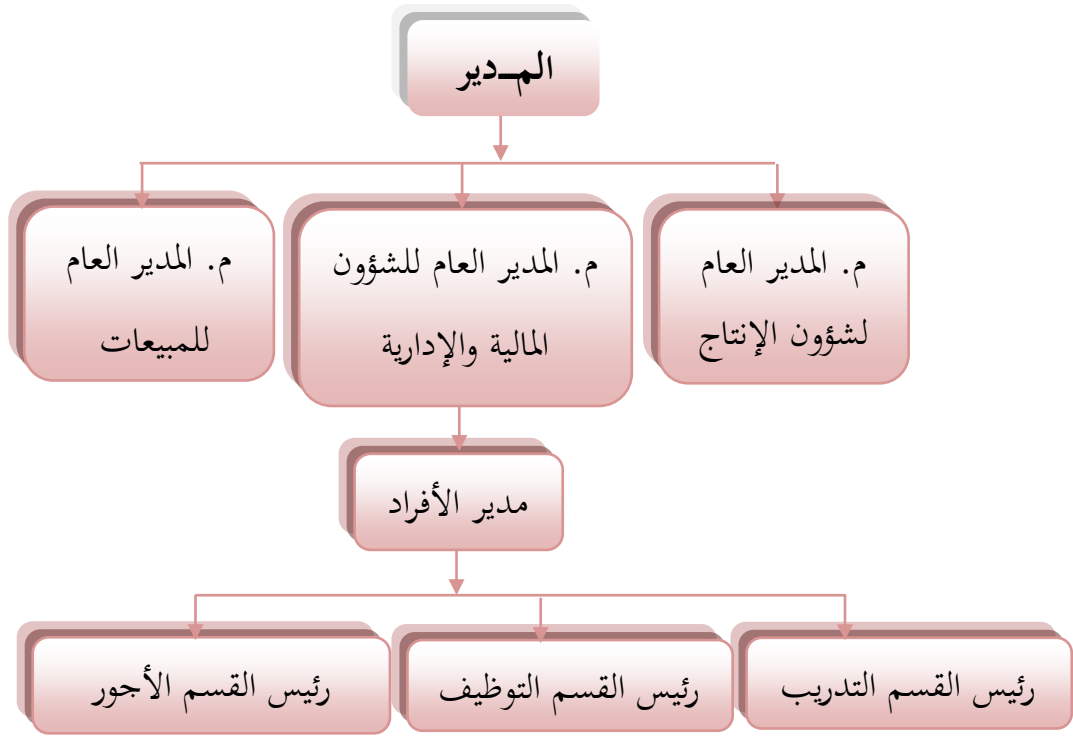 المـدير
م. المدير العام
لشؤون الإنتاج
م. المدير العام للشؤون
المالية والإدارية
م. المدير العام
للمبيعات
مدير الأفراد
رئيس القسم التدريب
رئيس القسم التوظيف
رئيس القسم الأجور